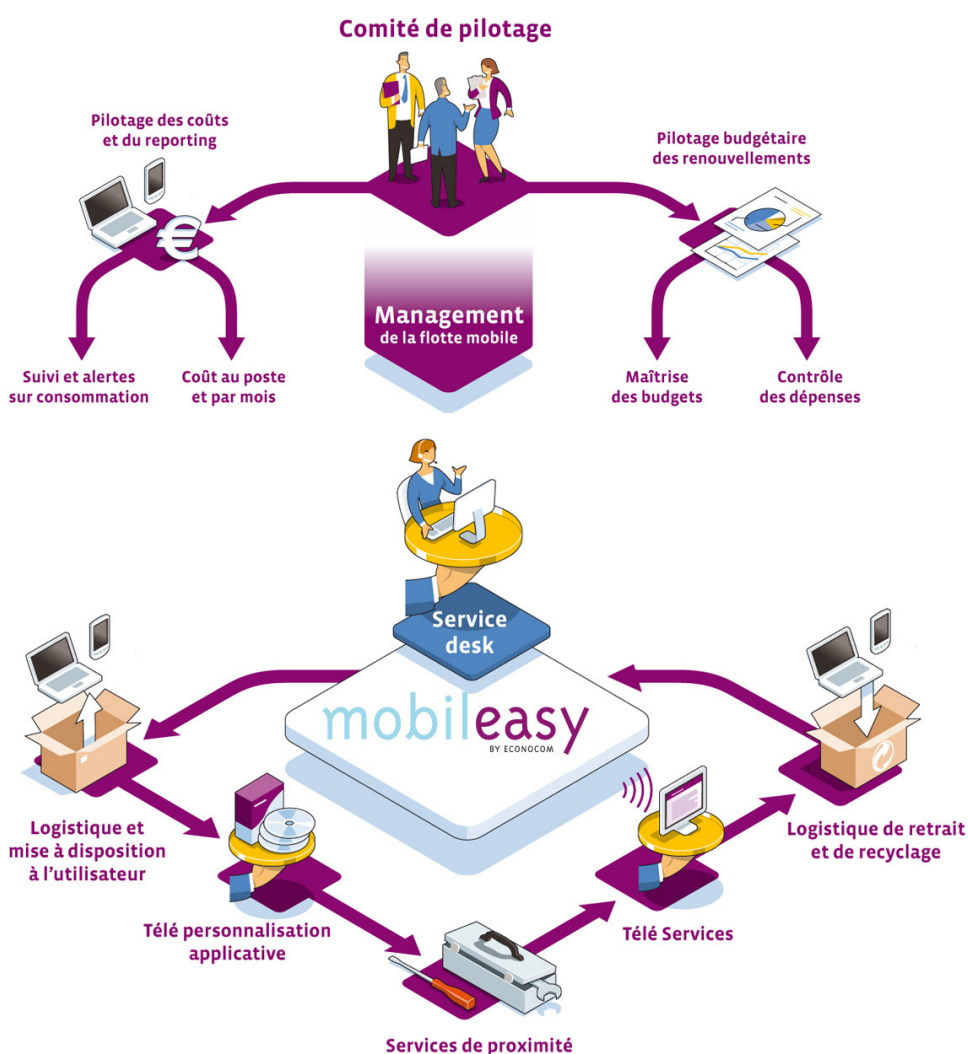 Comité de pilotage
Pilotage des coûts
et du reporting
Pilotage budgétaire
des renouvellements
€
Management
de la flotte mobile
Suivi et alertes
sur consommation
Coût au poste
et par mois
Maîtrise
des budgets
Contrôle
des dépenses
Service
desk
mobileasy
BY ECONOCOM
Logistique et
mise à disposition
à l’utilisateur
Télé personnalisation
applicative
Services de proximité
Télé Services
Logistique de retrait
et de recyclage